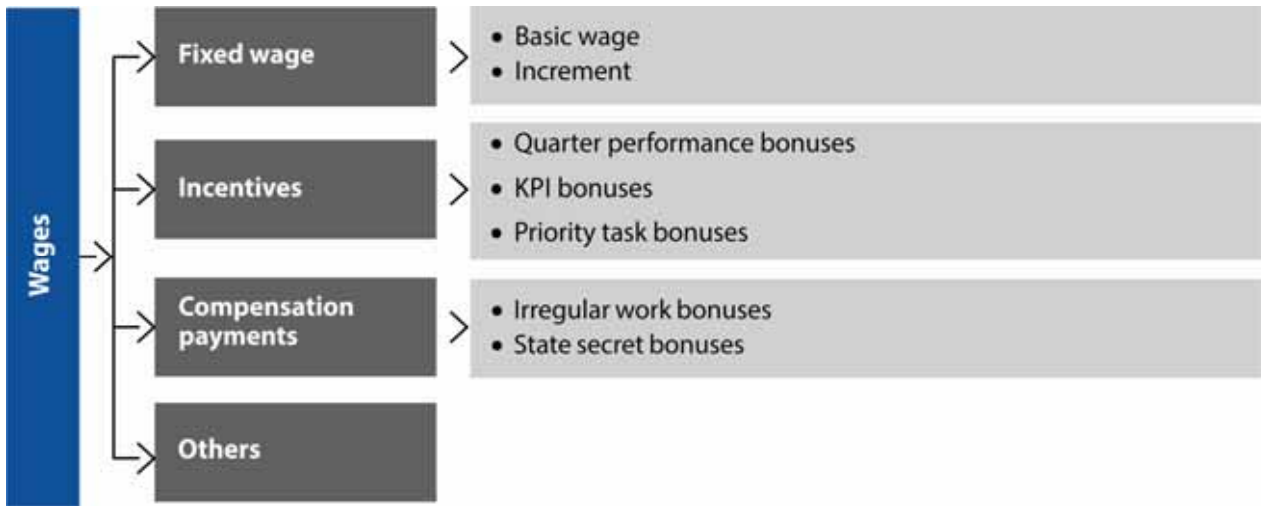 Wages
Fixed wage
• Basic wage
• Increment
Incentives
• Quarter performance bonuses
• KPI bonuses
• Priority task bonuses
Compensation
payments
• Irregular work bonuses
• State secret bonuses
Others